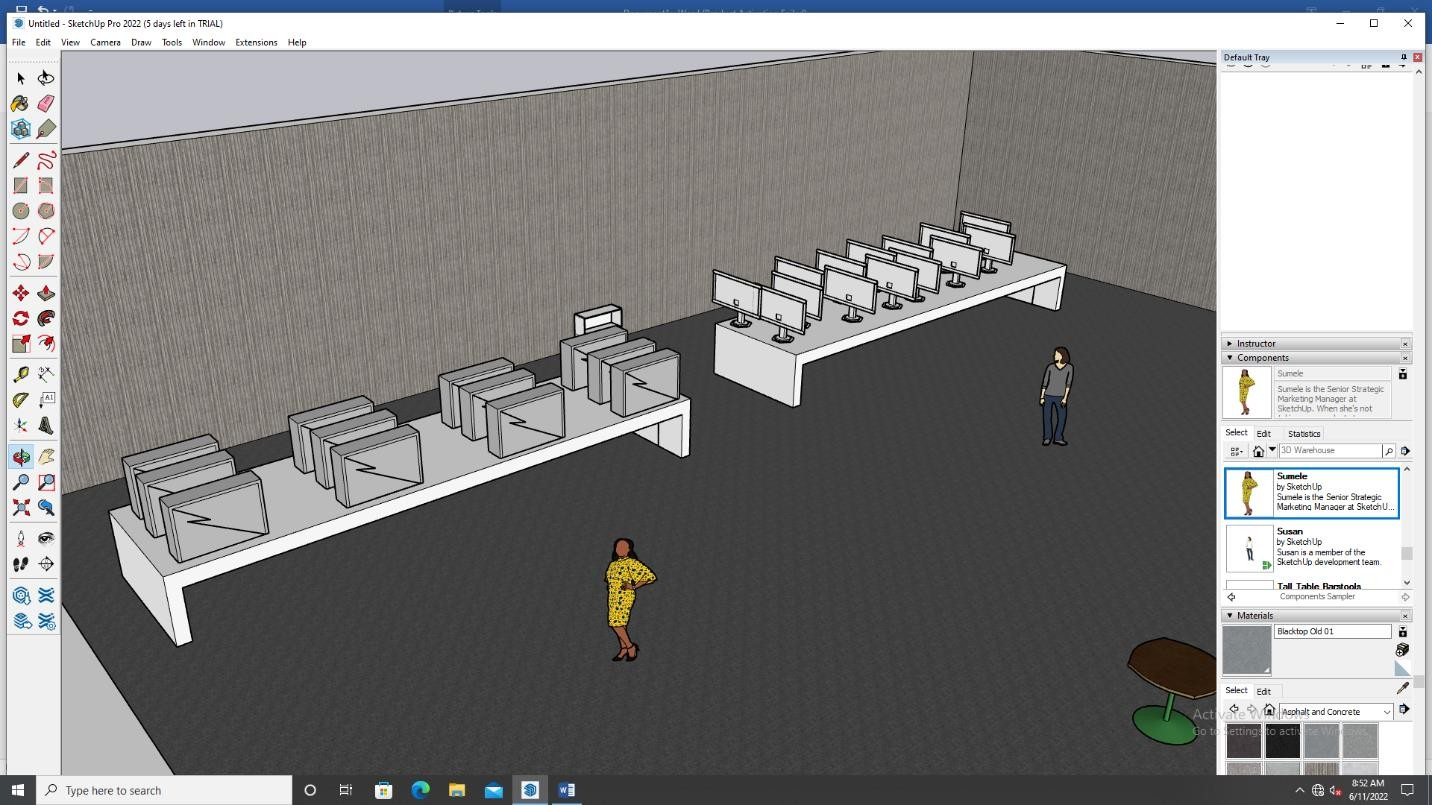 Untitled - SketchUp Pro 2022 (5 days left in TRIAL)
File Edit View Camera Draw Tools Window Extensions Help
Default Tray
Instructor
Components
Sumele
Sumele is the Senior Strategic
Marketing Manager at
SketchUp. When she's not
Select Edit Statistics
3D Warehouse
Sumele
by SketchUp
Sumele is the Senior Strategic
Marketing Manager at SketchU...
Susan
by SketchUp
Susan is a member of the
SketchUp development team.
Tall Table Barstools
Components Sampler
Materials
Blacktop Old 01
Select Edit
Asphalt and Concrete
Activate Windows
Go to Settings to activate Windows.
Type here to search
8:52 AM
6/11/2022